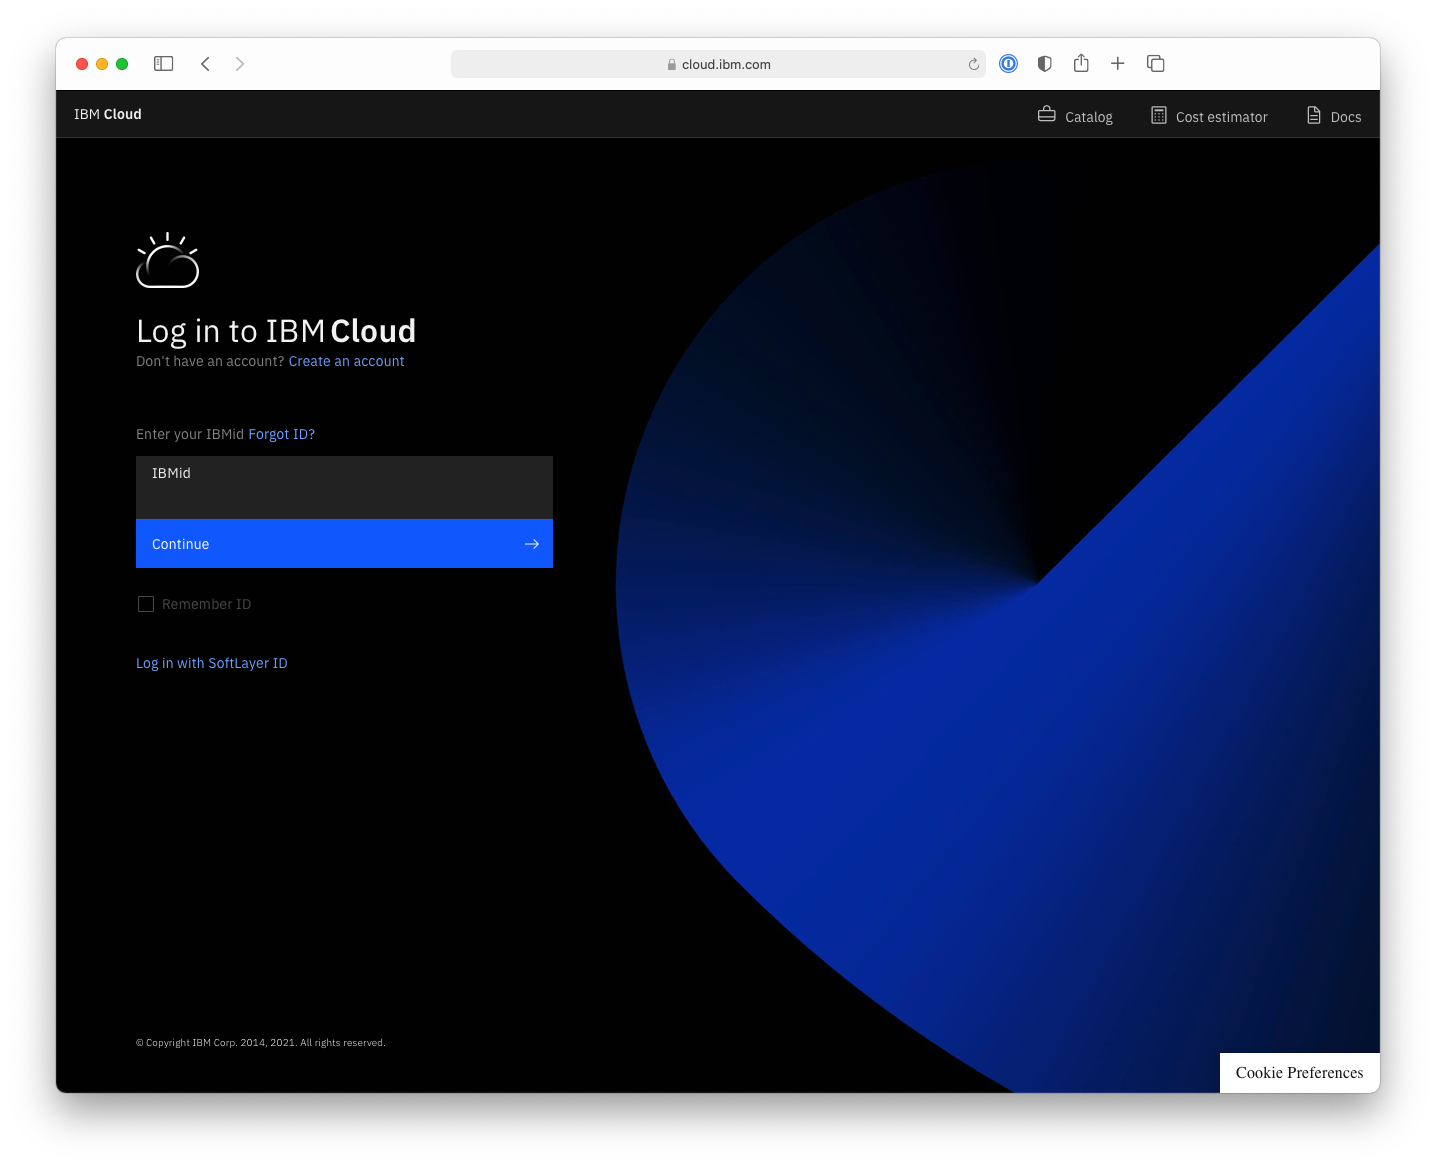 cloud.ibm.com
IBM Cloud
Catalog
Cost estimator
Docs
Log in to IBM Cloud
Don't have an account? Create an account
Enter your IBMid Forgot ID?
IBMid
Continue
Remember ID
Log in with SoftLayer ID
© Copyright IBM Corp. 2014, 2021. All rights reserved.
Cookie Preferences